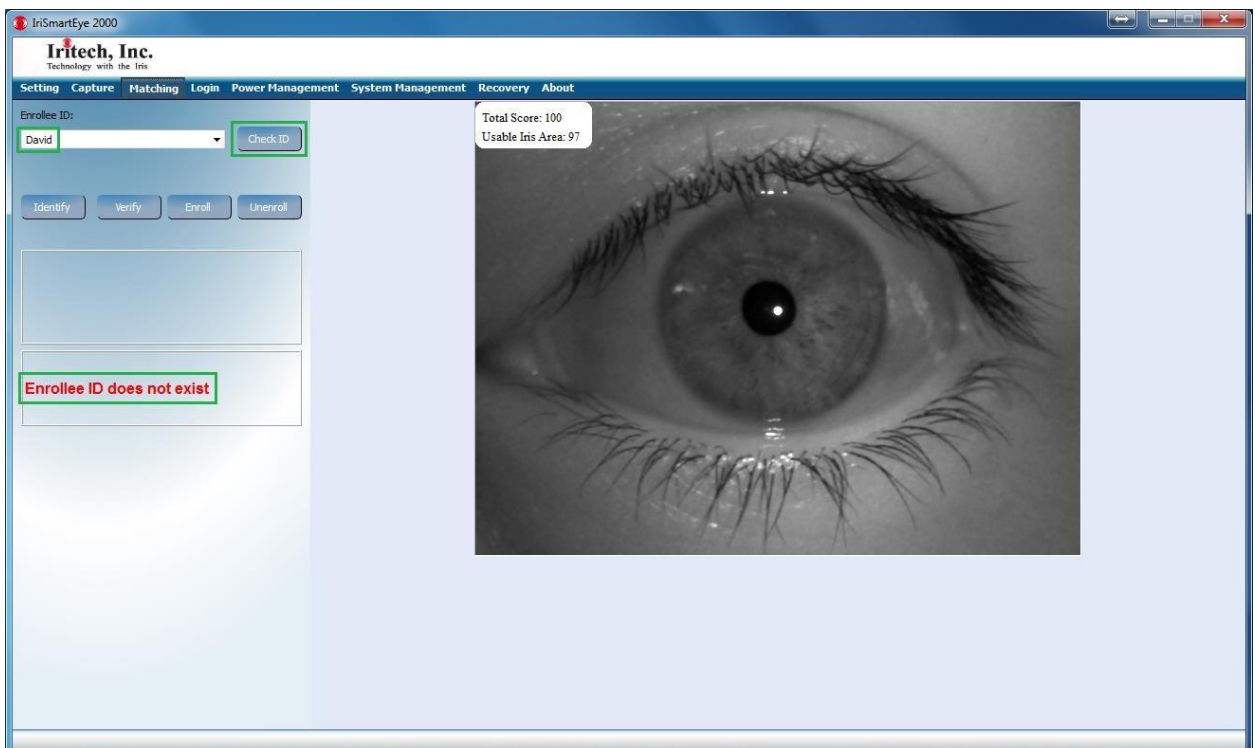 IriSmartEye 2000
Iritech, Inc.
Technology with the Iris
Setting Capture Matching Login Power Management System Management Recovery About
Enrollee ID:
David
Check ID
Identify Verify Enroll Unenroll
Enrollee ID does not exist
Total Score: 100
Usable Iris Area: 97